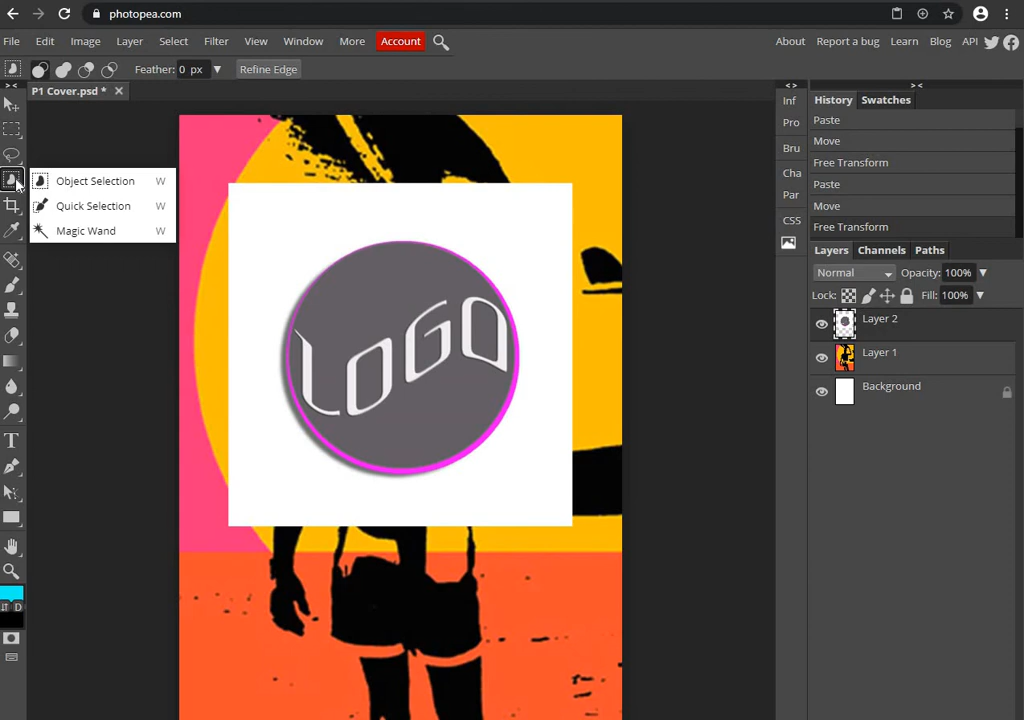 photopea.com
File Edit Image Layer Select Filter View Window More Account About Report a bug Learn Blog API
Feather: 0 px Refine Edge
P1 Cover.psd *
Object Selection W
Quick Selection W
Magic Wand W
LOGO
T
D
Inf
Pro
Bru
Cha
Par
CSS
History Swatches
Paste
Move
Free Transform
Paste
Move
Free Transform
Layers Channels Paths
Normal Opacity: 100%
Lock: Fill: 100%
Layer 2
Layer 1
Background